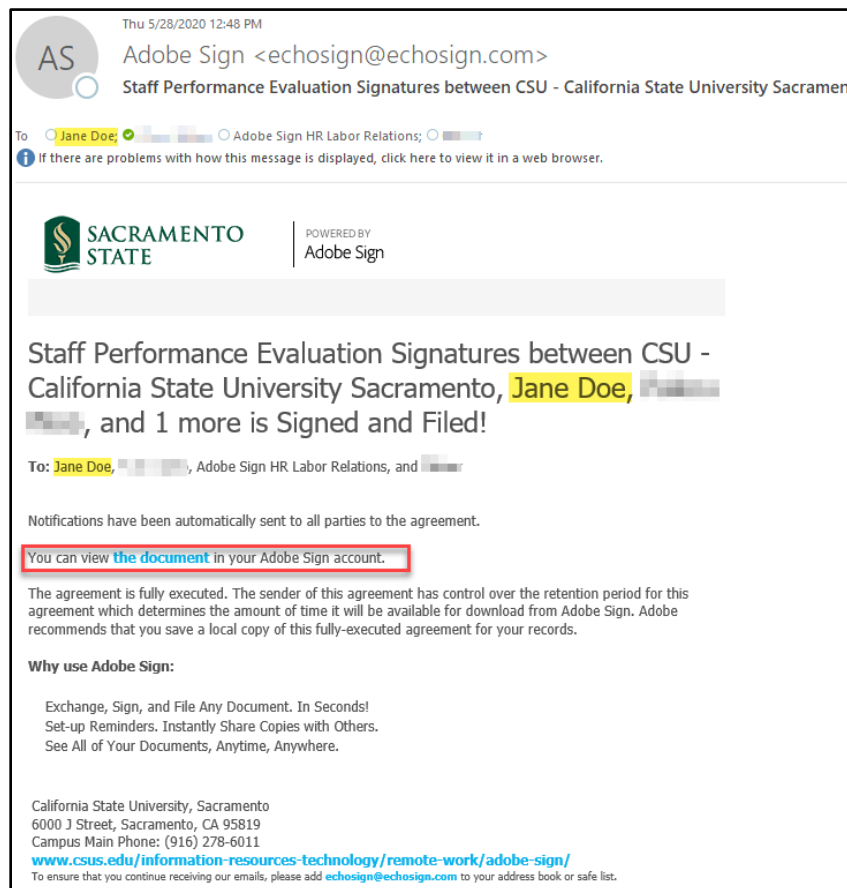 Thu 5/28/2020 12:48 PM
AS
Adobe Sign <echosign@echosign.com>
Staff Performance Evaluation Signatures between CSU - California State University Sacramen
To Jane Doe; Adobe Sign HR Labor Relations;
If there are problems with how this message is displayed, click here to view it in a web browser.
SACRAMENTO
STATE
POWERED BY
Adobe Sign
Staff Performance Evaluation Signatures between CSU -
California State University Sacramento, Jane Doe,
, and 1 more is Signed and Filed!
To: Jane Doe, , Adobe Sign HR Labor Relations, and
Notifications have been automatically sent to all parties to the agreement.
You can view the document in your Adobe Sign account.
The agreement is fully executed. The sender of this agreement has control over the retention period for this
agreement which determines the amount of time it will be available for download from Adobe Sign. Adobe
recommends that you save a local copy of this fully-executed agreement for your records.
Why use Adobe Sign:
Exchange, Sign, and File Any Document. In Seconds!
Set-up Reminders. Instantly Share Copies with Others.
See All of Your Documents, Anytime, Anywhere.
California State University, Sacramento
6000 J Street, Sacramento, CA 95819
Campus Main Phone: (916) 278-6011
www.csus.edu/information-resources-technology/remote-work/adobe-sign/
To ensure that you continue receiving our emails, please add echosign@echosign.com to your address book or safe list.